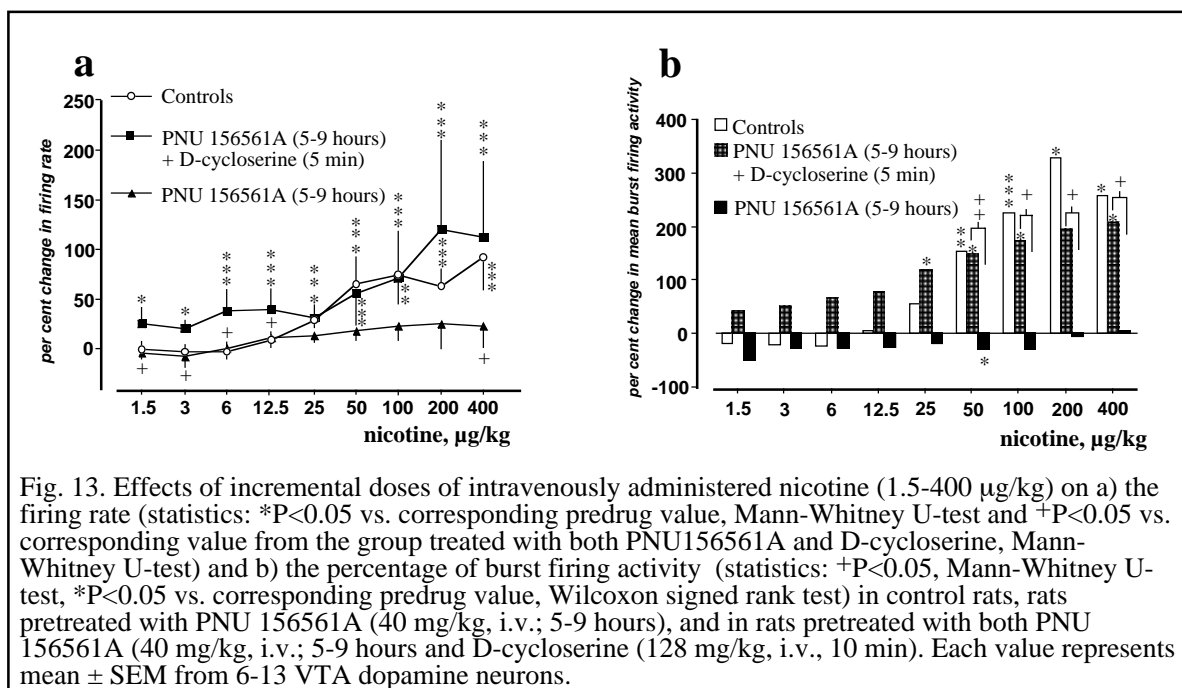 a
Controls
PNU 156561A (5-9 hours)
+ D-cycloserine (5 min)
PNU 156561A (5-9 hours)
per cent change in firing rate
250
200
150
100
50
0
* * *** *** *** *** *** *** ***
*** ** *** ***
+ + + + +
1.5 3 6 12.5 25 50 100 200 400
nicotine, µg/kg
b
Controls
PNU 156561A (5-9 hours)
+ D-cycloserine (5 min)
PNU 156561A (5-9 hours)
per cent change in mean burst firing activity
400
300
200
100
0
-100
* ** * *** * * * *
++ + + +
*
1.5 3 6 12.5 25 50 100 200 400
nicotine, µg/kg
Fig. 13. Effects of incremental doses of intravenously administered nicotine (1.5-400 µg/kg) on a) the
firing rate (statistics: *P<0.05 vs. corresponding predrug value, Mann-Whitney U-test and +P<0.05 vs.
corresponding value from the group treated with both PNU156561A and D-cycloserine, Mann-
Whitney U-test) and b) the percentage of burst firing activity (statistics: +P<0.05, Mann-Whitney U-
test, *P<0.05 vs. corresponding predrug value, Wilcoxon signed rank test) in control rats, rats
pretreated with PNU 156561A (40 mg/kg, i.v.; 5-9 hours), and in rats pretreated with both PNU
156561A (40 mg/kg, i.v.; 5-9 hours and D-cycloserine (128 mg/kg, i.v., 10 min). Each value represents
mean ± SEM from 6-13 VTA dopamine neurons.